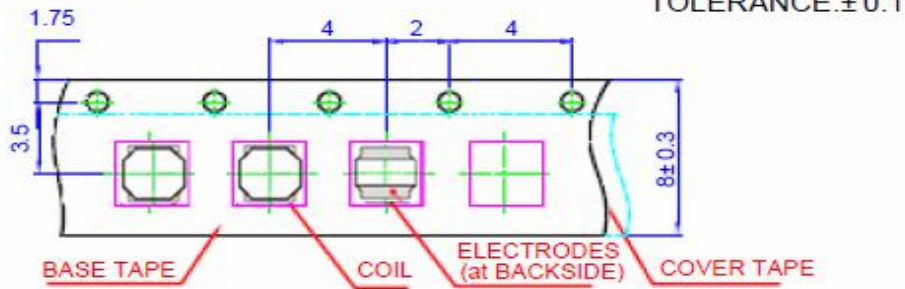 TOLERANCE:± 0.1
1.75
4
2
4
3.5
8± 0.3
BASE TAPE
COIL
ELECTRODES
(at BACKSIDE)
COVER TAPE